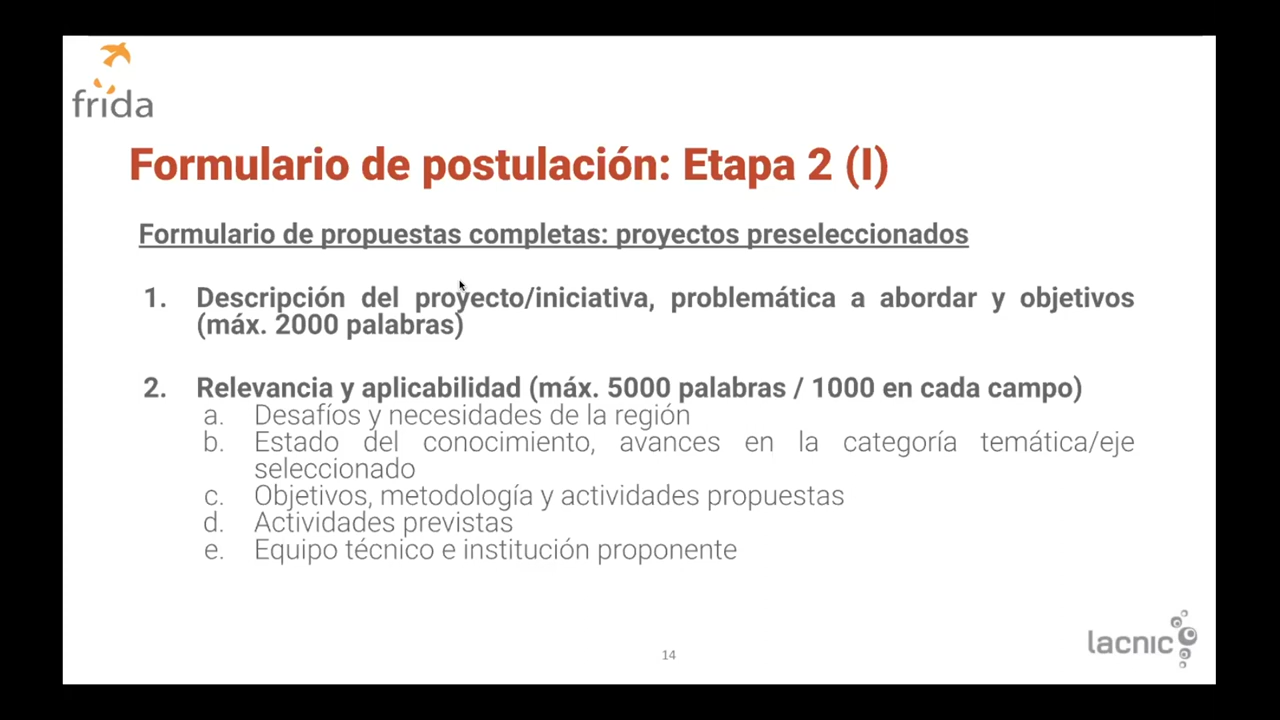 frida
Formulario de postulación: Etapa 2 (I)
Formulario de propuestas completas: proyectos preseleccionados
1. Descripción del proyecto/iniciativa, problemática a abordar y objetivos
(máx. 2000 palabras)
2. Relevancia y aplicabilidad (máx. 5000 palabras / 1000 en cada campo)
a. Desafíos y necesidades de la región
b. Estado del conocimiento, avances en la categoría temática/eje
seleccionado
c. Objetivos, metodología y actividades propuestas
d. Actividades previstas
e. Equipo técnico e institución proponente
14
lacnic